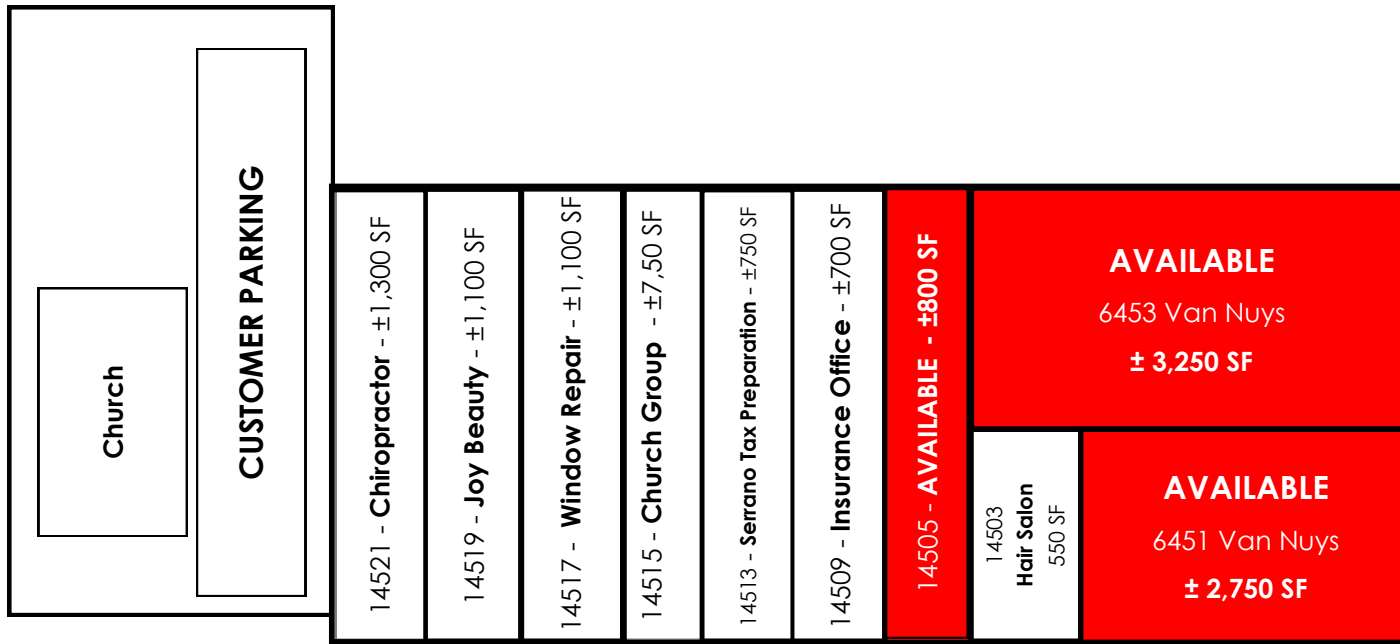 Church
CUSTOMER PARKING
14521 - Chiropractor - ±1,300 SF
14519 - Joy Beauty - ±1,100 SF
14517 - Window Repair - ±1,100 SF
14515 - Church Group - ±7,50 SF
14513 - Serrano Tax Preparation - ±750 SF
14509 - Insurance Office - ±700 SF
14505 - AVAILABLE - ±800 SF
AVAILABLE
6453 Van Nuys
± 3,250 SF
14503
Hair Salon
550 SF
AVAILABLE
6451 Van Nuys
± 2,750 SF